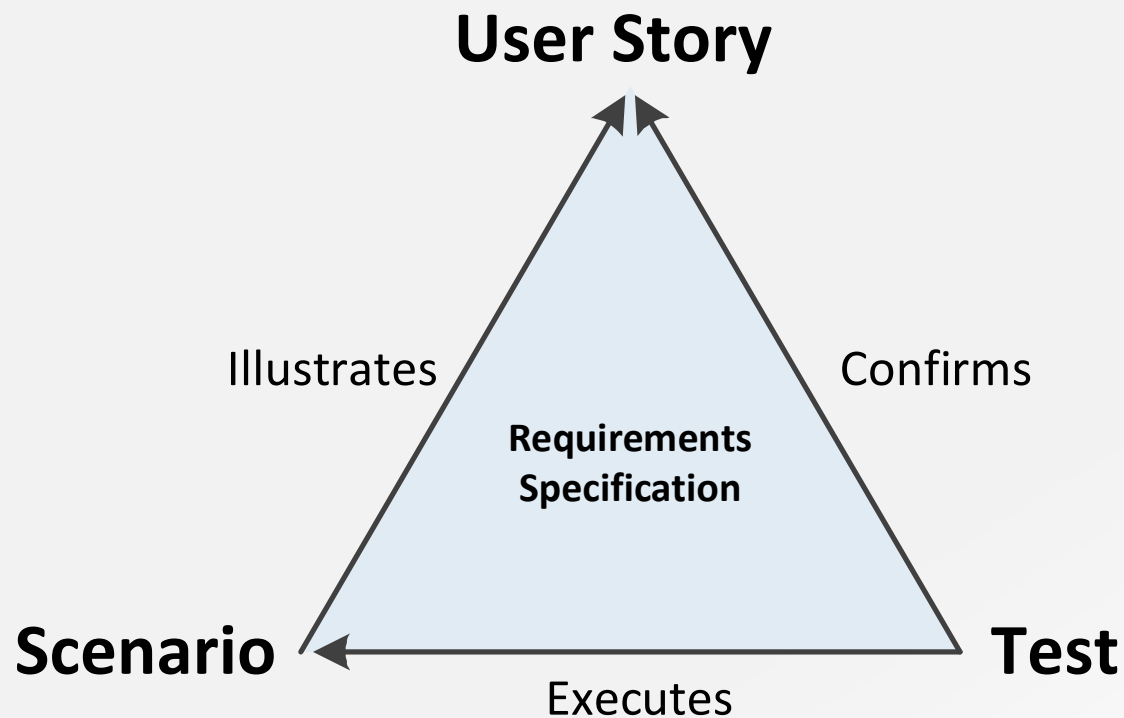 User Story
Illustrates
Confirms
Requirements
Specification
Scenario
Test
Executes